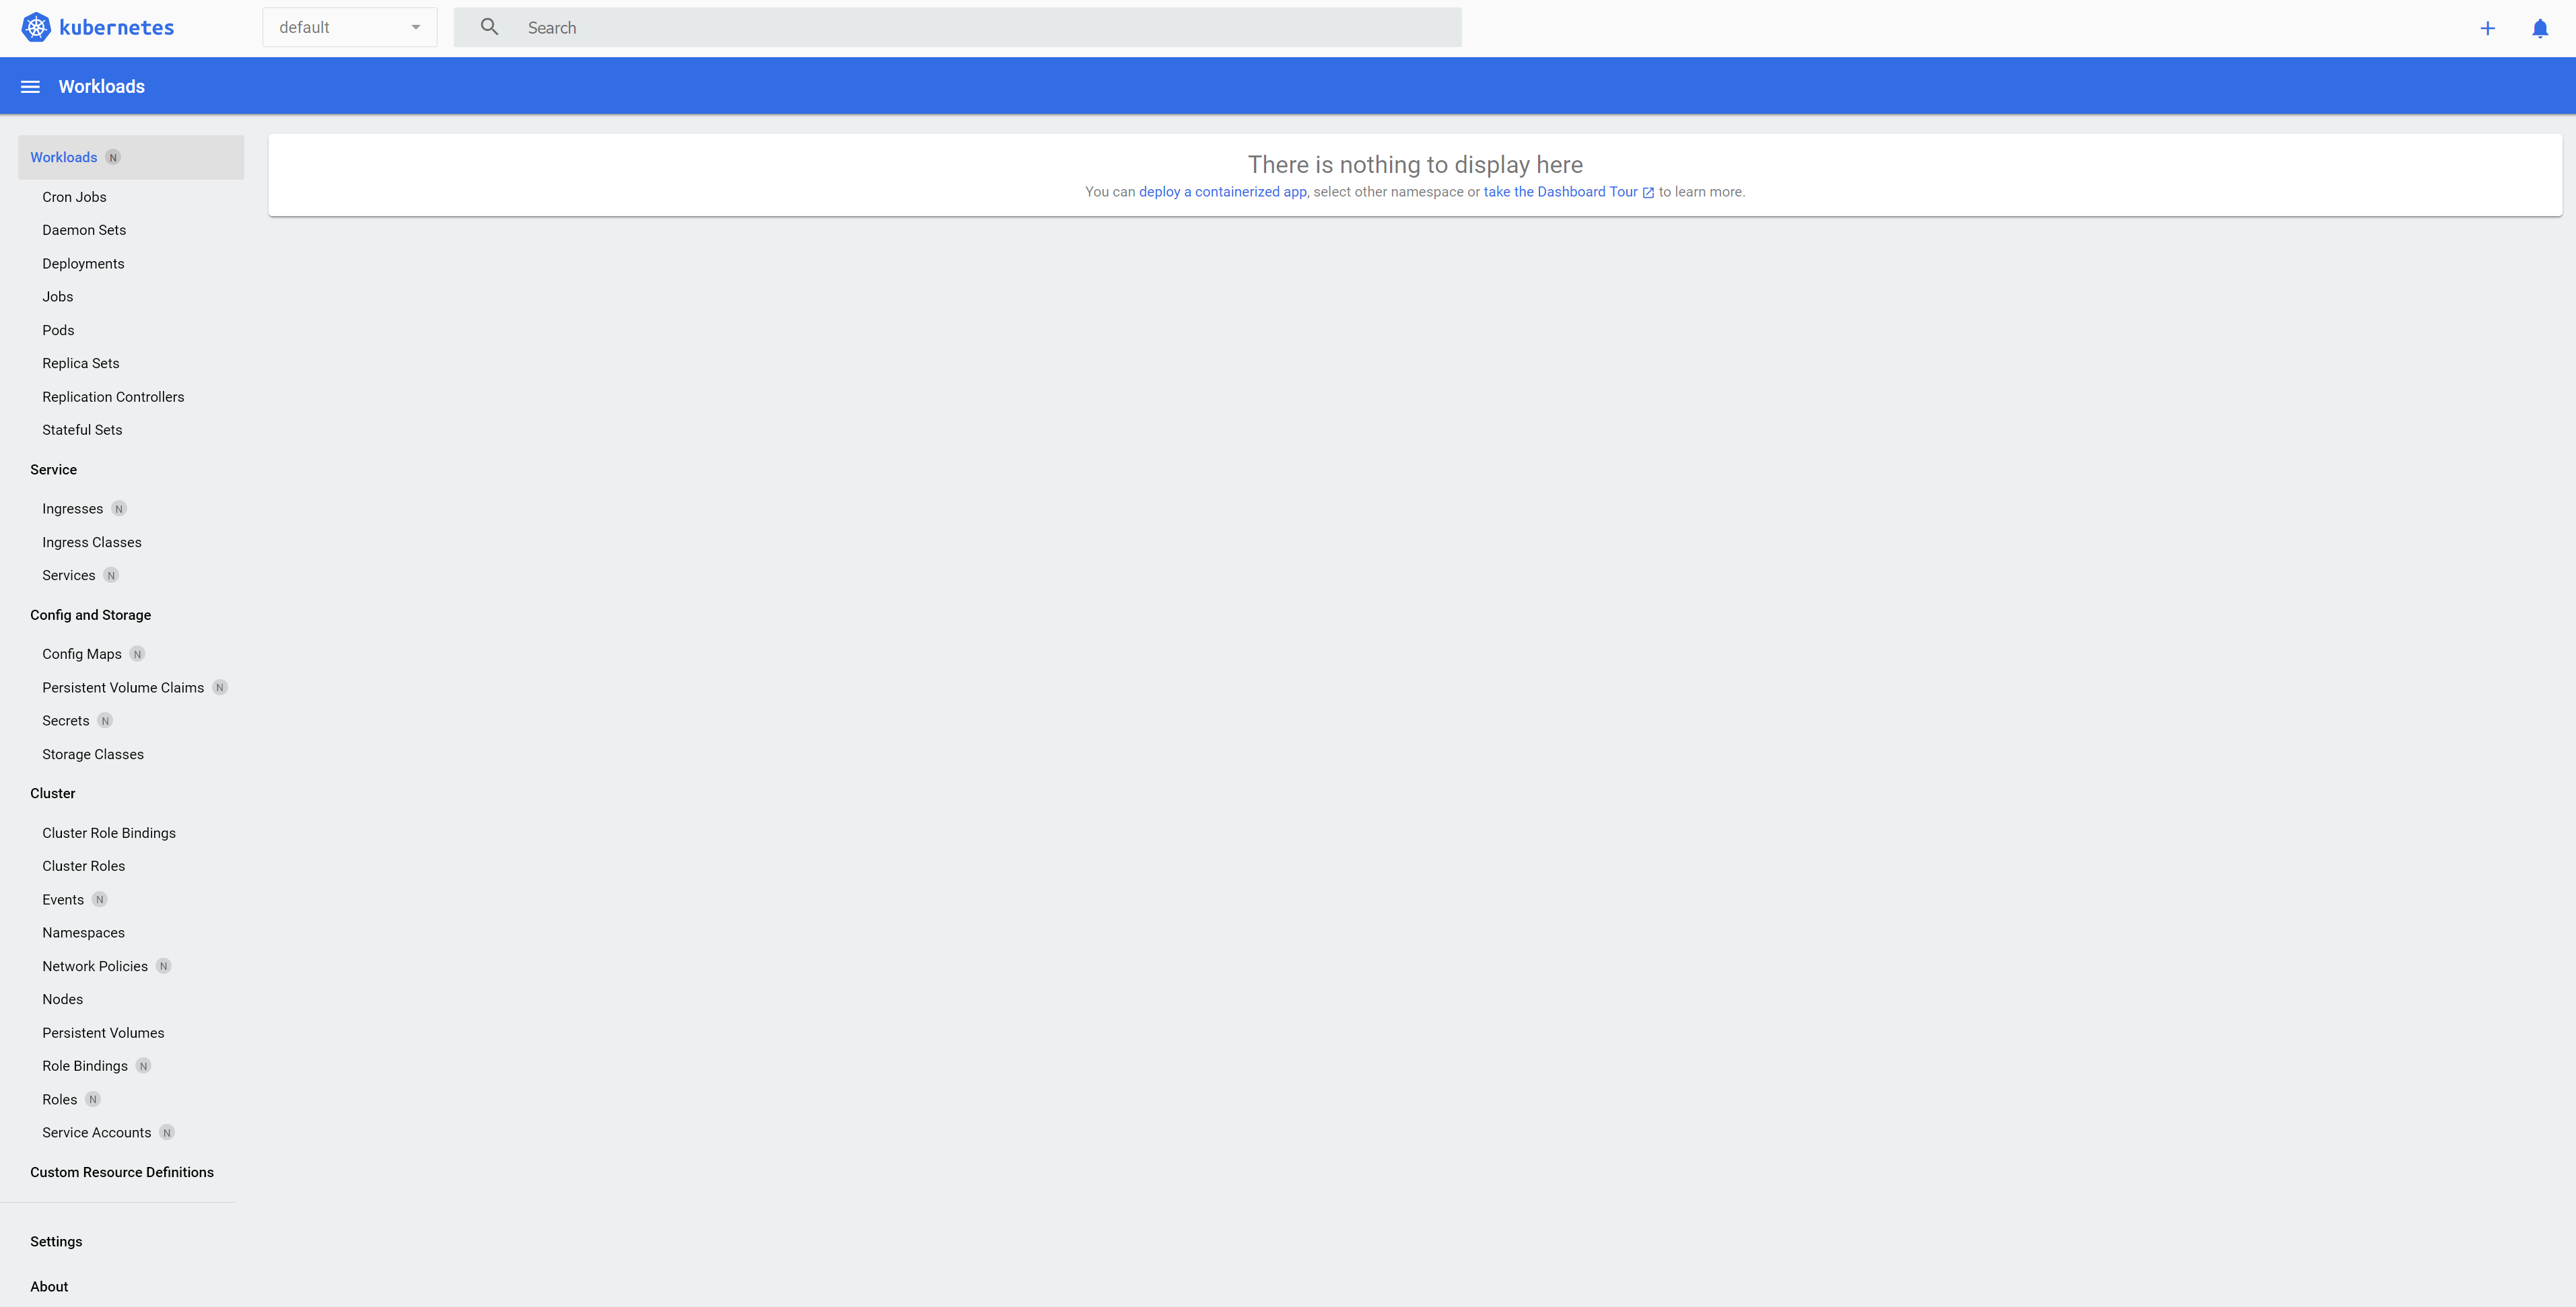 kubernetes
default
Search
Workloads
Workloads N
Cron Jobs
Daemon Sets
Deployments
Jobs
Pods
Replica Sets
Replication Controllers
Stateful Sets
Service
Ingresses N
Ingress Classes
Services N
Config and Storage
Config Maps N
Persistent Volume Claims N
Secrets N
Storage Classes
Cluster
Cluster Role Bindings
Cluster Roles
Events N
Namespaces
Network Policies N
Nodes
Persistent Volumes
Role Bindings N
Roles N
Service Accounts N
Custom Resource Definitions
Settings
About
There is nothing to display here
You can deploy a containerized app, select other namespace or take the Dashboard Tour to learn more.